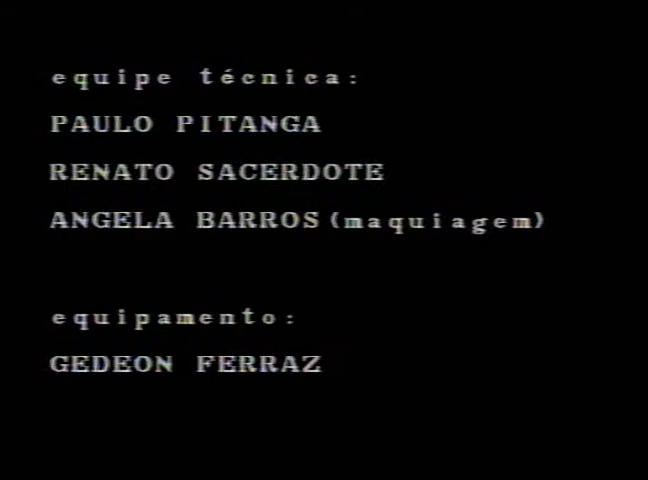 equipe técnica:
PAULO PITANGA
RENATO SACERDOTE
ANGELA BARROS (maquiagem)
equipamento:
GEDEON FERRAZ